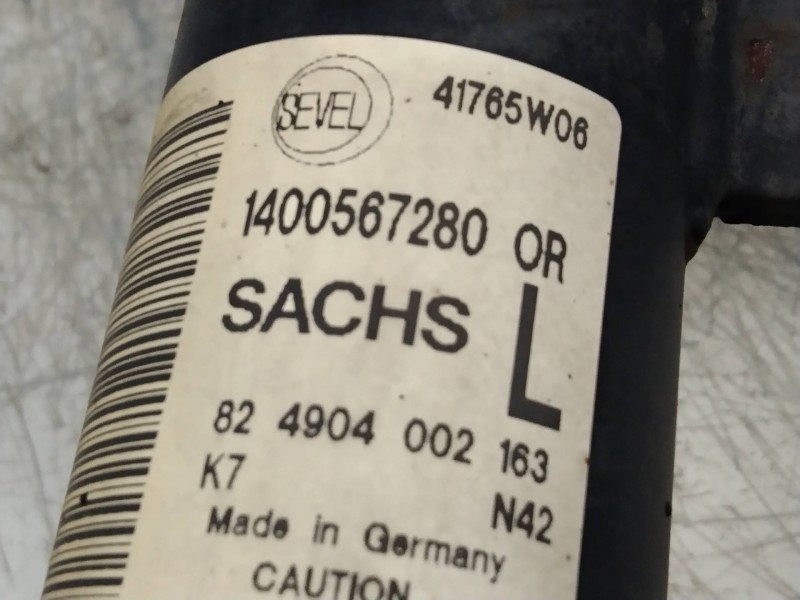 SEVEL
41765W06
1400567280 OR
SACHS L
82 4904 002 163
K7
N42
Made in Germany
CAUTION